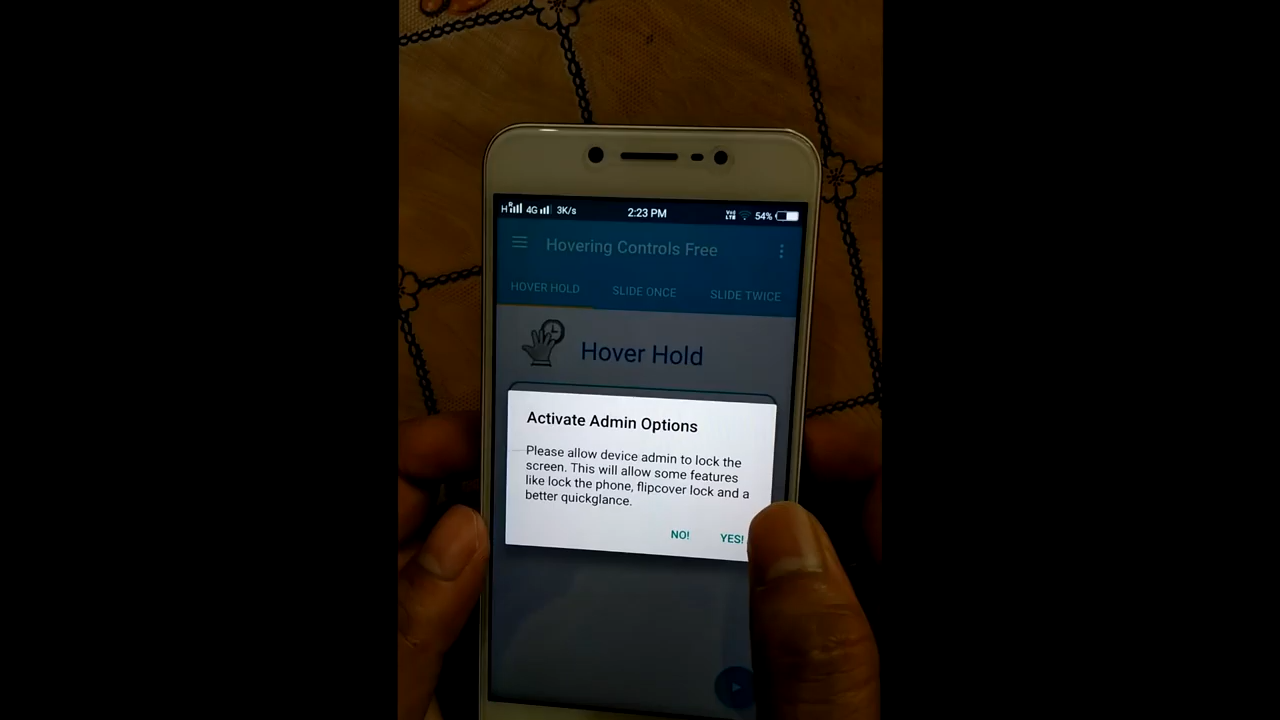 H R 4G 3K/s 2:23 PM VoLTE 54%
Hovering Controls Free
HOVER HOLD SLIDE ONCE SLIDE TWICE
Hover Hold
Activate Admin Options
Please allow device admin to lock the
screen. This will allow some features
like lock the phone, flipcover lock and a
better quickglance.
NO! YES!